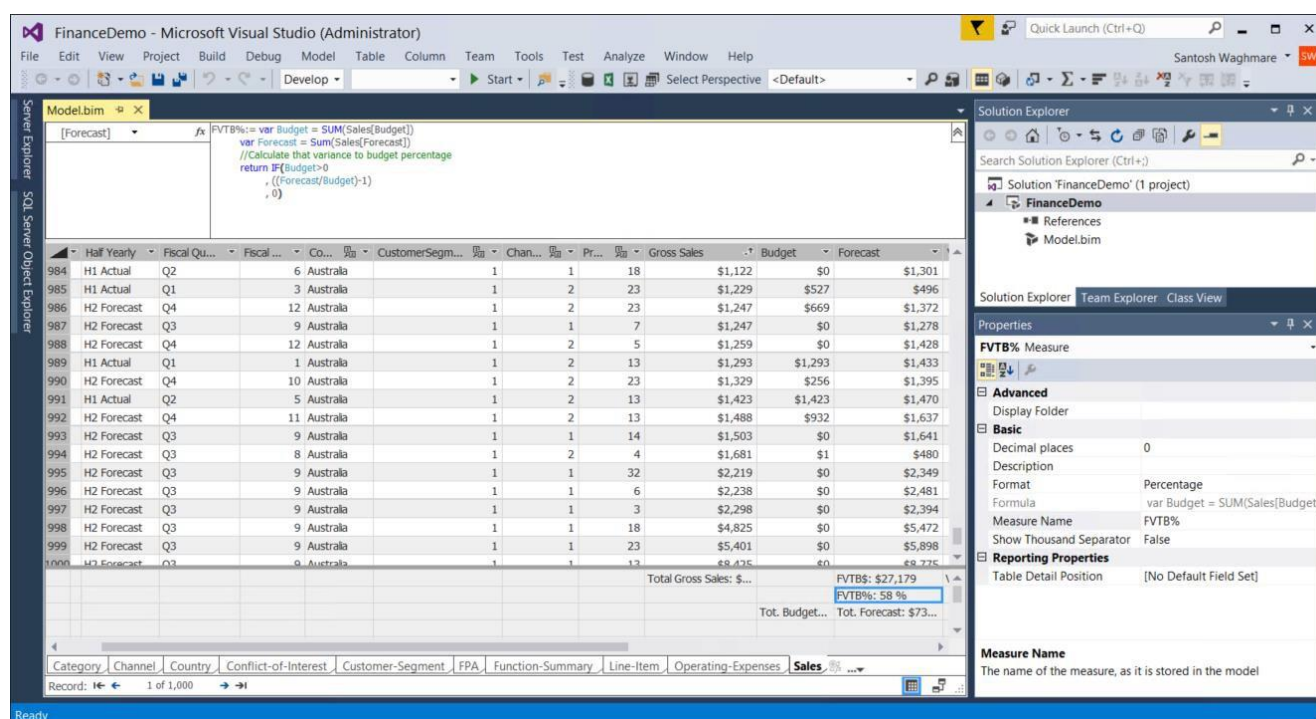 FinanceDemo - Microsoft Visual Studio (Administrator)
Quick Launch (Ctrl+Q)
File Edit View Project Build Debug Model Table Column Team Tools Test Analyze Window Help
Santosh Waghmare SW
Develop Start Select Perspective <Default>
Server Explorer
SQL Server Object Explorer
Model.bim
[Forecast] fx FVTB%:= var Budget = SUM(Sales[Budget])
var Forecast = Sum(Sales[Forecast])
//Calculate that variance to budget percentage
return IF(Budget>0
, ((Forecast/Budget)-1)
, 0)
Half Yearly Fiscal Qu... Fiscal ... Co... CustomerSegm... Chan... Pr... Gross Sales Budget Forecast
984 H1 Actual Q2 6 Australia 1 1 18 $1,122 $0 $1,301
985 H1 Actual Q1 3 Australia 1 2 23 $1,229 $527 $496
986 H2 Forecast Q4 12 Australia 1 2 23 $1,247 $669 $1,372
987 H2 Forecast Q3 9 Australia 1 1 7 $1,247 $0 $1,278
988 H2 Forecast Q4 12 Australia 1 2 5 $1,259 $0 $1,428
989 H1 Actual Q1 1 Australia 1 2 13 $1,293 $1,293 $1,433
990 H2 Forecast Q4 10 Australia 1 2 23 $1,329 $256 $1,395
991 H1 Actual Q2 5 Australia 1 2 13 $1,423 $1,423 $1,470
992 H2 Forecast Q4 11 Australia 1 2 13 $1,488 $932 $1,637
993 H2 Forecast Q3 9 Australia 1 1 14 $1,503 $0 $1,641
994 H2 Forecast Q3 8 Australia 1 2 4 $1,681 $1 $480
995 H2 Forecast Q3 9 Australia 1 1 32 $2,219 $0 $2,349
996 H2 Forecast Q3 9 Australia 1 1 6 $2,238 $0 $2,481
997 H2 Forecast Q3 9 Australia 1 1 3 $2,298 $0 $2,394
998 H2 Forecast Q3 9 Australia 1 1 18 $4,825 $0 $5,472
999 H2 Forecast Q3 9 Australia 1 1 23 $5,401 $0 $5,898
1000 H2 Forecast Q3 9 Australia 1 1 13 $8,425 $0 $8,775
Total Gross Sales: $... FVTB$: $27,179
FVTB%: 58 %
Tot. Budget... Tot. Forecast: $73...
Category Channel Country Conflict-of-Interest Customer-Segment FPA Function-Summary Line-Item Operating-Expenses Sales ...
Record: 1 of 1,000
Ready
Solution Explorer
Search Solution Explorer (Ctrl+;)
Solution 'FinanceDemo' (1 project)
FinanceDemo
References
Model.bim
Solution Explorer Team Explorer Class View
Properties
FVTB% Measure
Advanced
Display Folder
Basic
Decimal places 0
Description
Format Percentage
Formula var Budget = SUM(Sales[Budget
Measure Name FVTB%
Show Thousand Separator False
Reporting Properties
Table Detail Position [No Default Field Set]
Measure Name
The name of the measure, as it is stored in the model